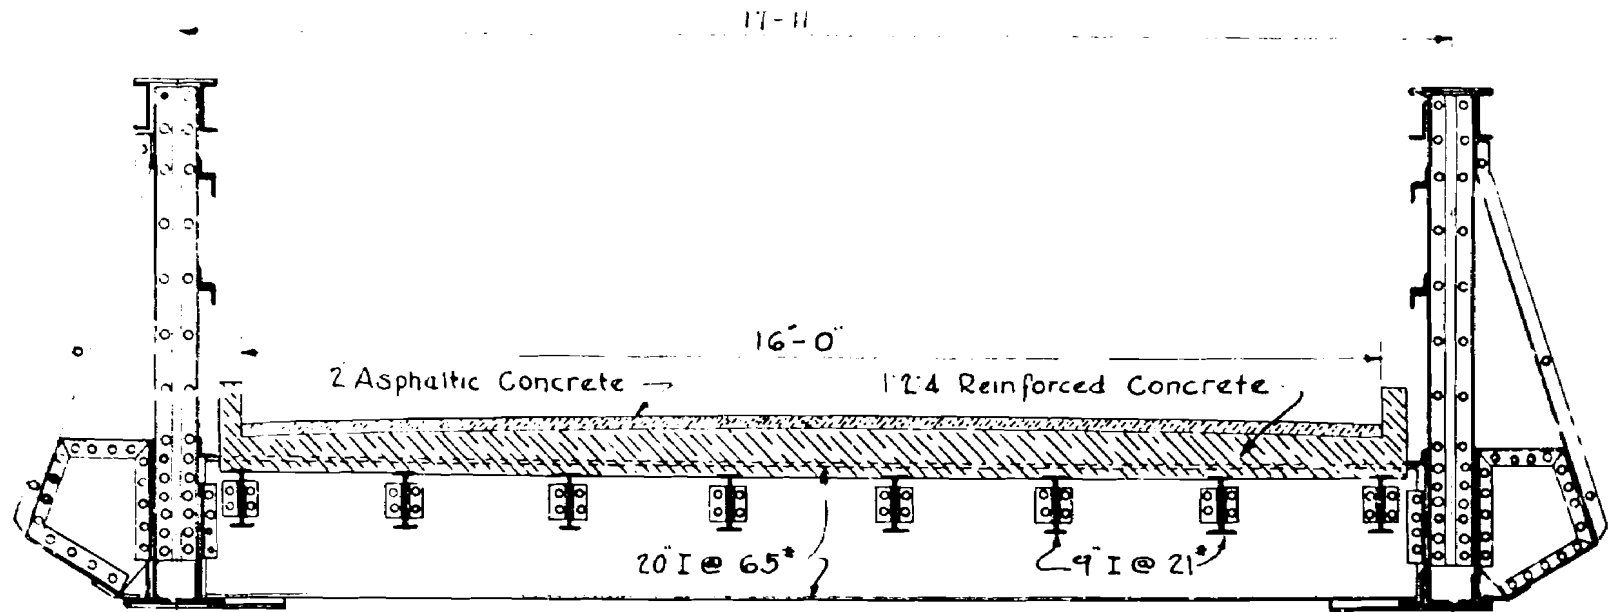 17-11
16'-0"
2 Asphaltic Concrete
1:2:4 Reinforced Concrete
20" I @ 65#
9" I @ 21#